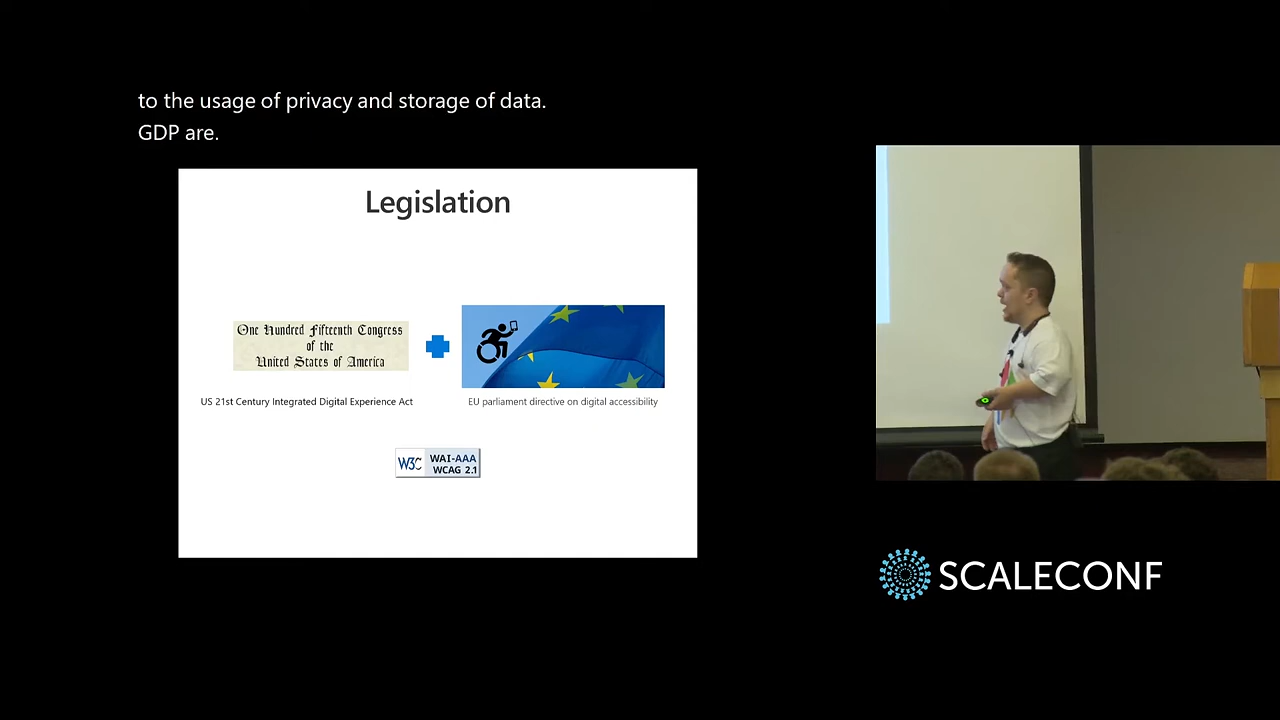 to the usage of privacy and storage of data.
GDP are.
Legislation
One Hundred Fifteenth Congress
of the
United States of America
US 21st Century Integrated Digital Experience Act
EU parliament directive on digital accessibility
W3C WAI-AAA
WCAG 2.1
SCALECONF